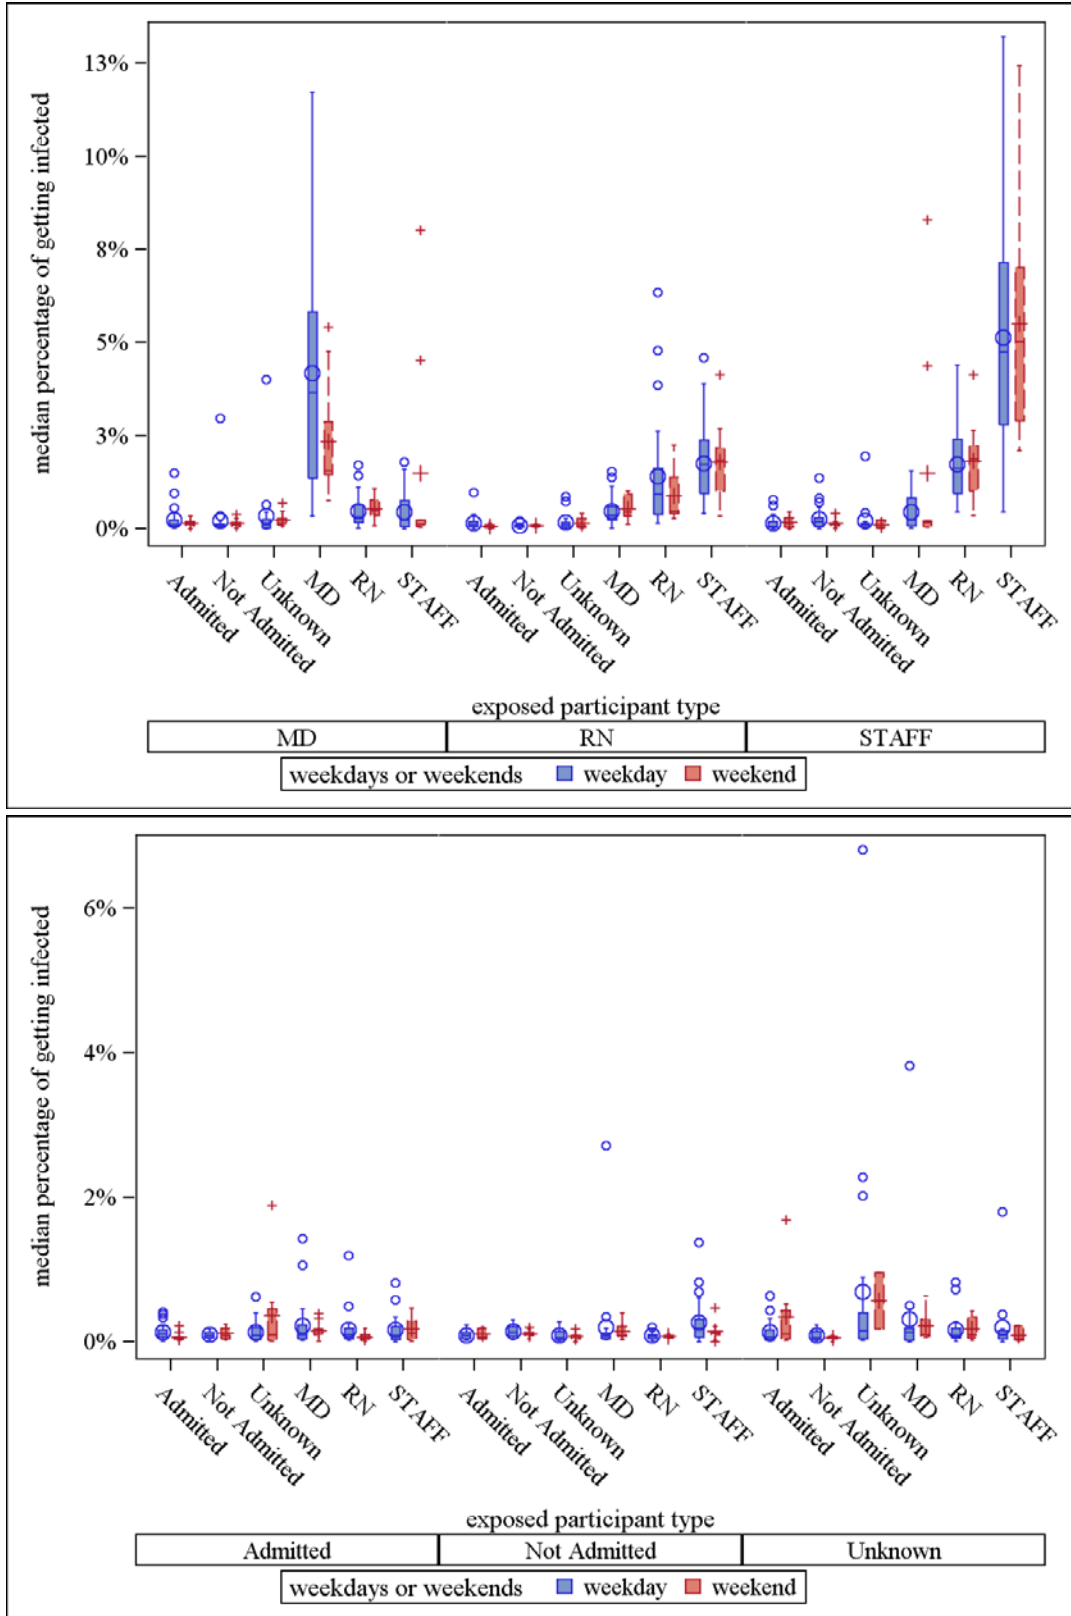 median percentage of getting infected
13%
10%
8%
5%
3%
0%
Admitted
Not Admitted
Unknown
MD
RN
STAFF
Admitted
Not Admitted
Unknown
MD
RN
STAFF
Admitted
Not Admitted
Unknown
MD
RN
STAFF
exposed participant type
MD RN STAFF
weekdays or weekends weekday weekend
median percentage of getting infected
6%
4%
2%
0%
Admitted
Not Admitted
Unknown
MD
RN
STAFF
Admitted
Not Admitted
Unknown
MD
RN
STAFF
Admitted
Not Admitted
Unknown
MD
RN
STAFF
exposed participant type
Admitted Not Admitted Unknown
weekdays or weekends weekday weekend